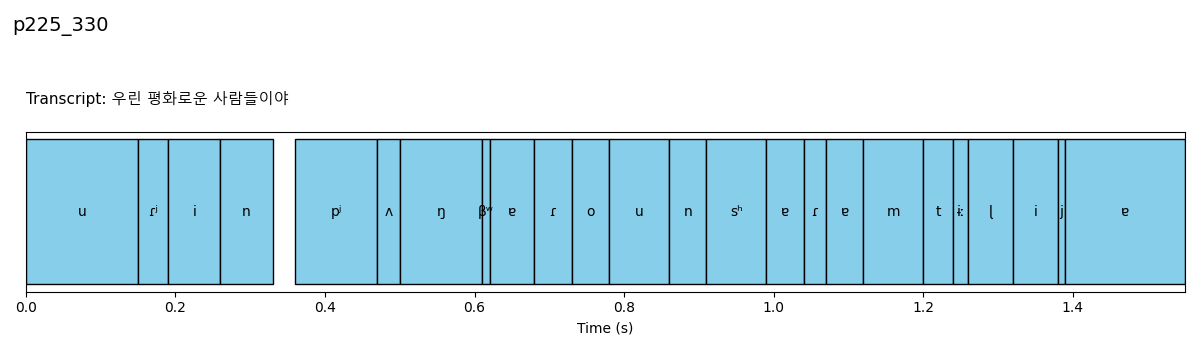 p225_330
Transcript: 우린 평화로운 사람들이야
u ɾʲ i n pʲ ʌ ŋ βʷ ɐ ɾ o u n sʰ ɐ ɾ ɐ m t ɨː ɭ i j ɐ
0.0 0.2 0.4 0.6 0.8 1.0 1.2 1.4
Time (s)